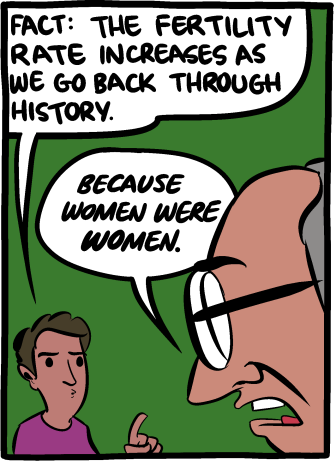 FACT: THE FERTILITY
RATE INCREASES AS
WE GO BACK THROUGH
HISTORY.
BECAUSE
WOMEN WERE
WOMEN.